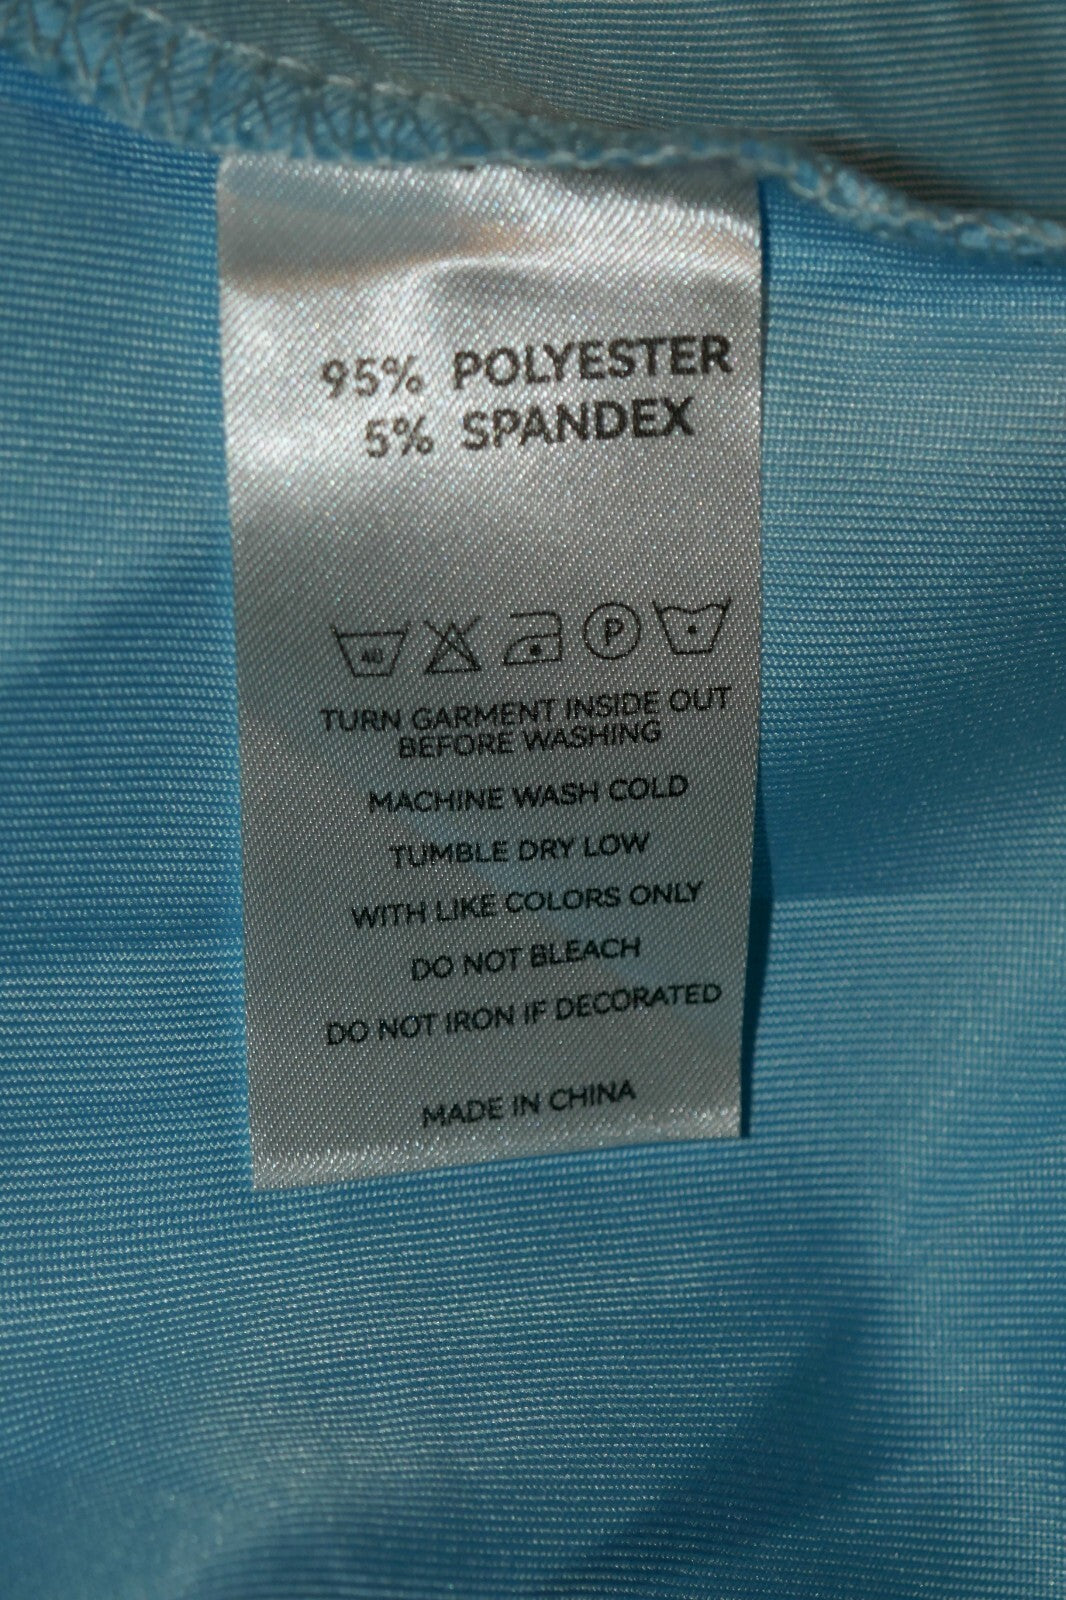 95% POLYESTER
5% SPANDEX
40 P
TURN GARMENT INSIDE OUT
BEFORE WASHING
MACHINE WASH COLD
TUMBLE DRY LOW
WITH LIKE COLORS ONLY
DO NOT BLEACH
DO NOT IRON IF DECORATED
MADE IN CHINA